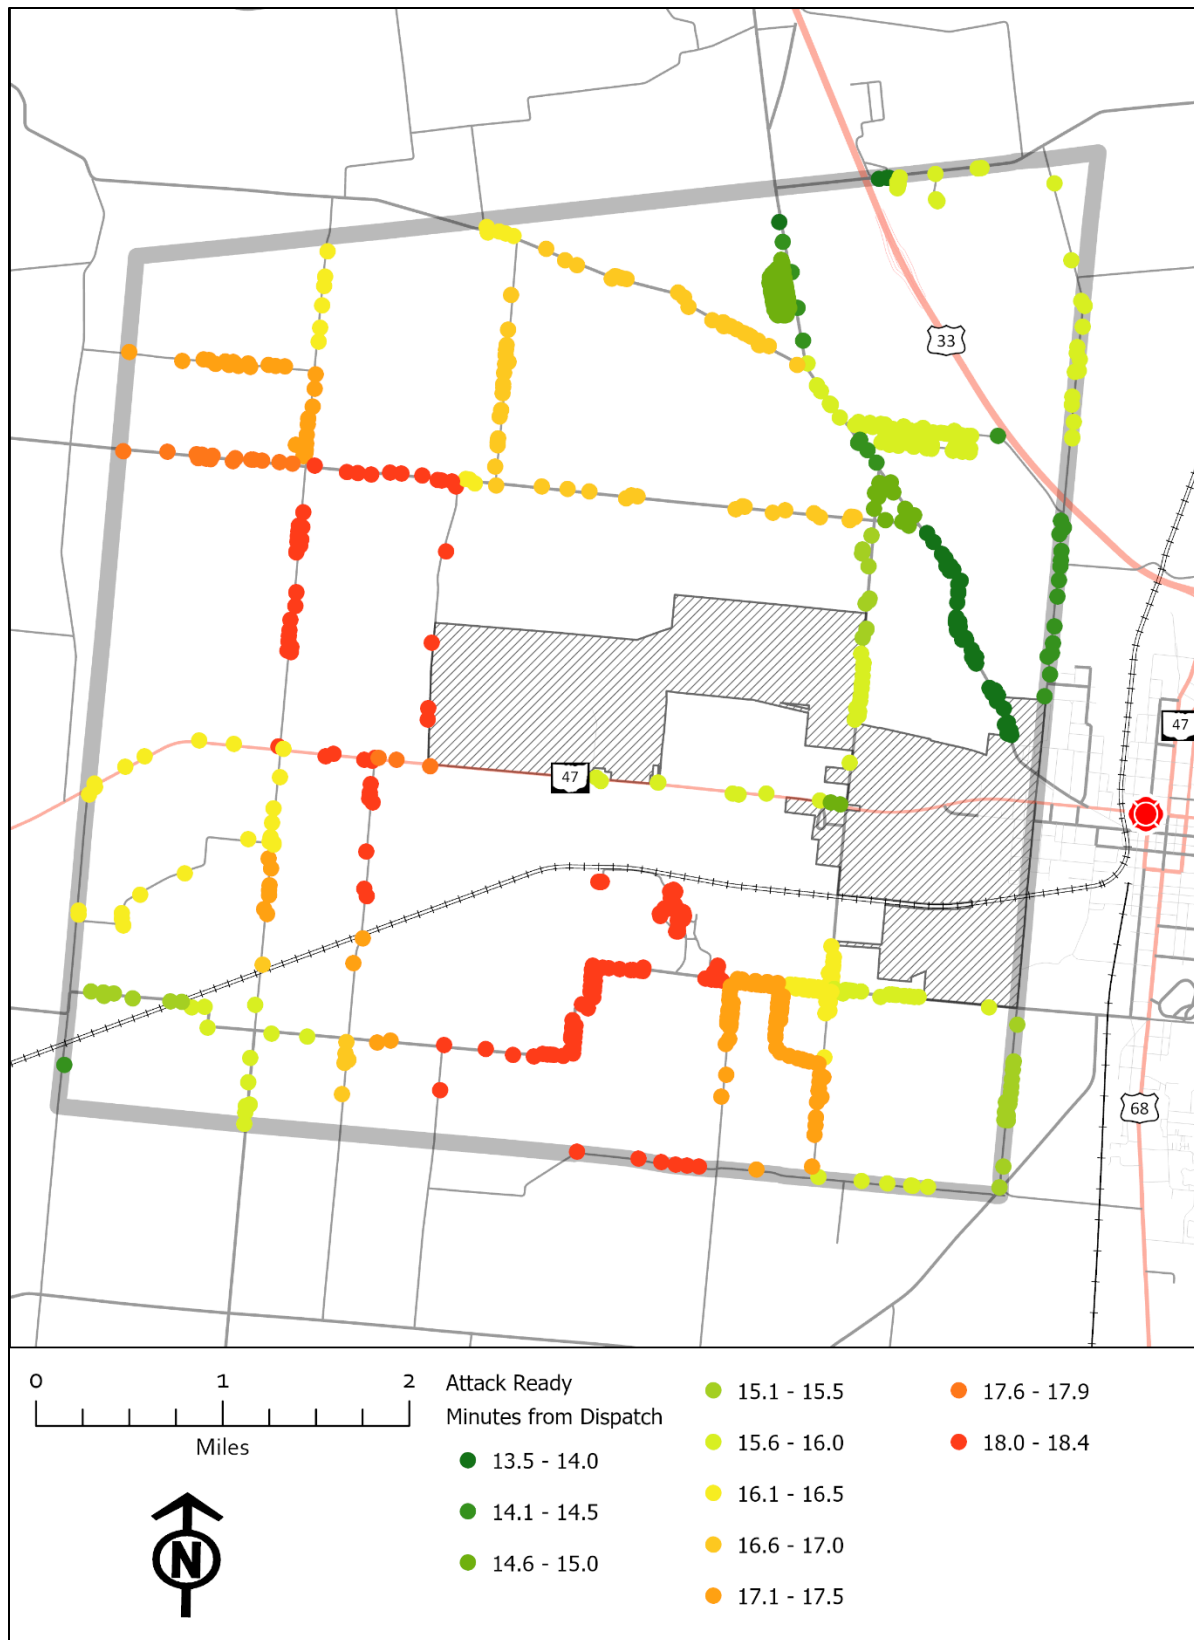 33
47
47
68
0 1 2
Miles
N
Attack Ready
Minutes from Dispatch
13.5 - 14.0
14.1 - 14.5
14.6 - 15.0
15.1 - 15.5
15.6 - 16.0
16.1 - 16.5
16.6 - 17.0
17.1 - 17.5
17.6 - 17.9
18.0 - 18.4